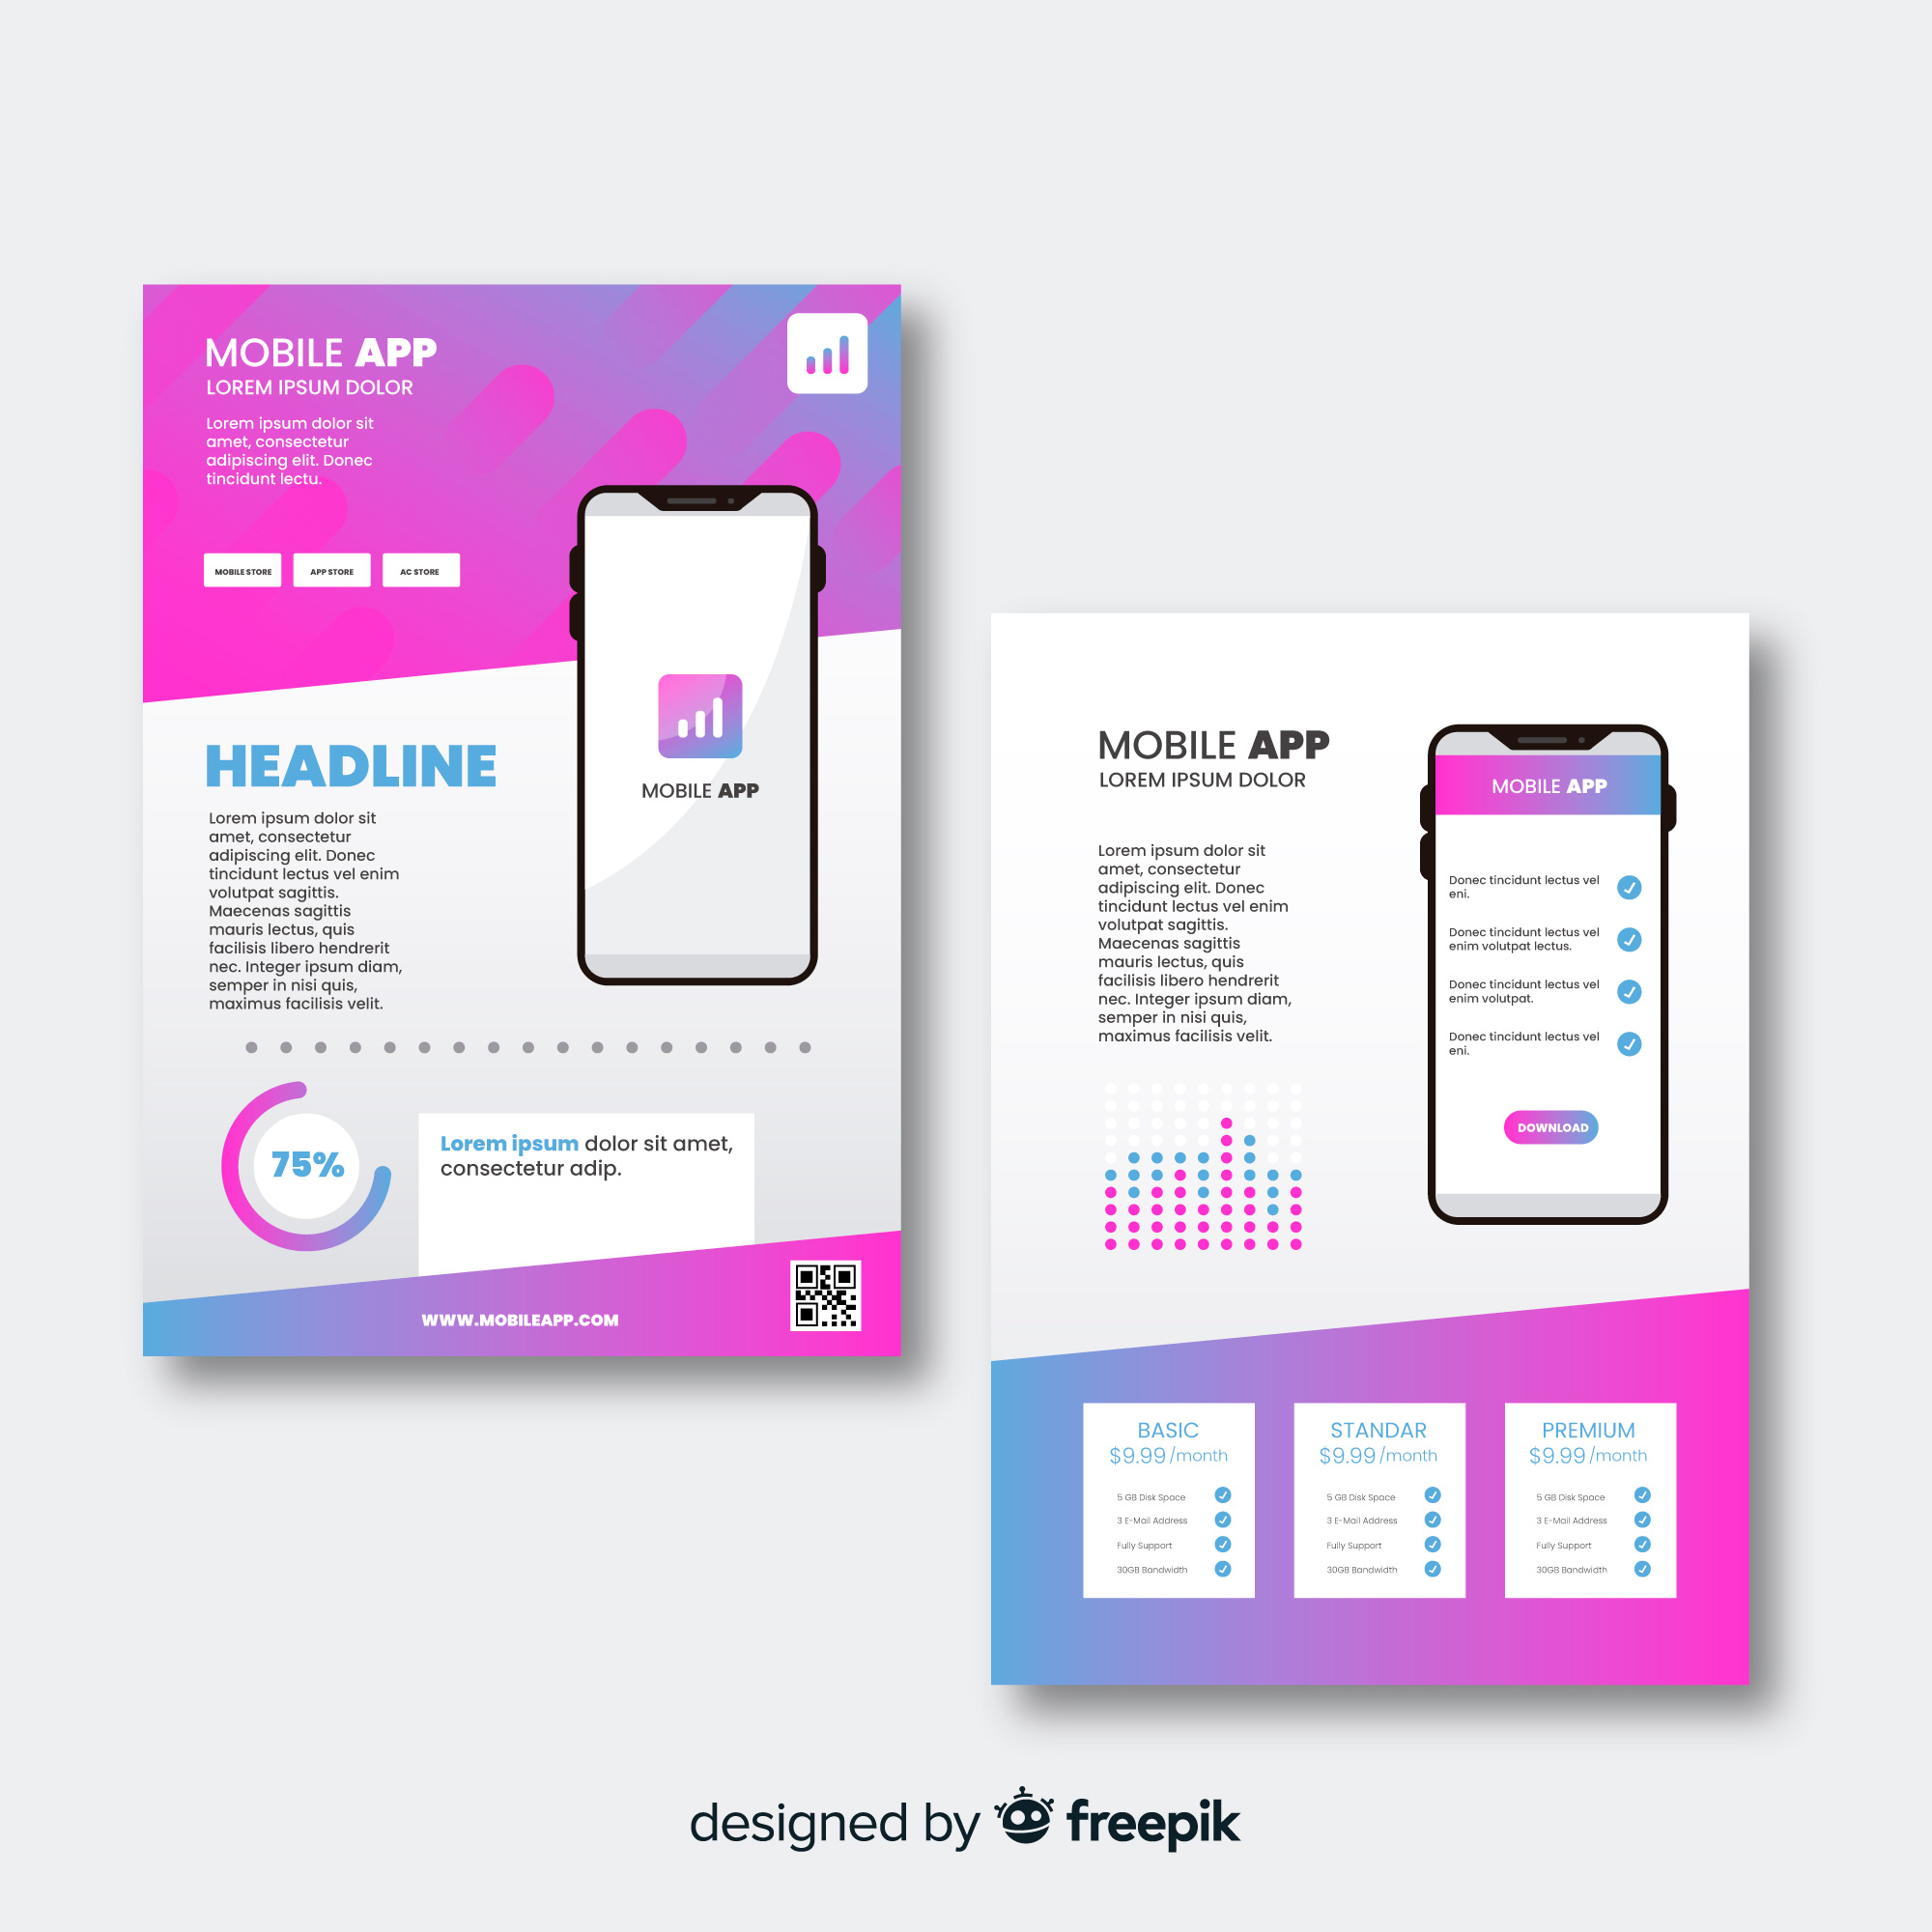 MOBILE APP
LOREM IPSUM DOLOR
Lorem ipsum dolor sit
amet, consectetur
adipiscing elit. Donec
tincidunt lectu.
MOBILE STORE
APP STORE
AC STORE
MOBILE APP
HEADLINE
Lorem ipsum dolor sit
amet, consectetur
adipiscing elit. Donec
tincidunt lectus vel enim
volutpat sagittis.
Maecenas sagittis
mauris lectus, quis
facilisis libero hendrerit
nec. Integer ipsum diam,
semper in nisi quis,
maximus facilisis velit.
75%
Lorem ipsum dolor sit amet,
consectetur adip.
WWW.MOBILEAPP.COM
MOBILE APP
LOREM IPSUM DOLOR
Lorem ipsum dolor sit
amet, consectetur
adipiscing elit. Donec
tincidunt lectus vel enim
volutpat sagittis.
Maecenas sagittis
mauris lectus, quis
facilisis libero hendrerit
nec. Integer ipsum diam,
semper in nisi quis,
maximus facilisis velit.
MOBILE APP
Donec tincidunt lectus vel
eni.
Donec tincidunt lectus vel
enim volutpat lectus.
Donec tincidunt lectus vel
enim volutpat.
Donec tincidunt lectus vel
eni.
DOWNLOAD
BASIC
$9.99/month
5 GB Disk Space
3 E-Mail Address
Fully Support
30GB Bandwidth
STANDAR
$9.99/month
5 GB Disk Space
3 E-Mail Address
Fully Support
30GB Bandwidth
PREMIUM
$9.99/month
5 GB Disk Space
3 E-Mail Address
Fully Support
30GB Bandwidth
designed by freepik